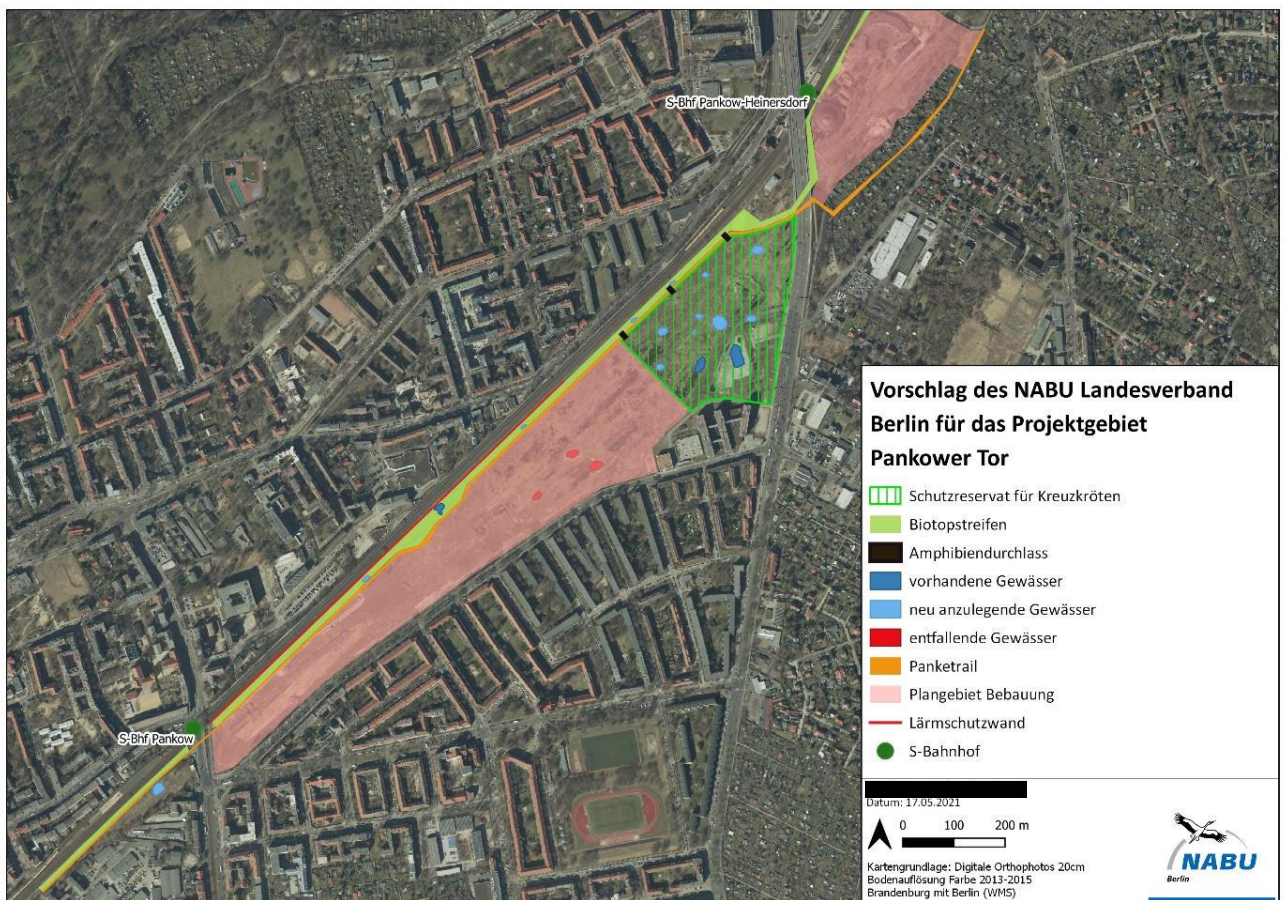 S-Bhf Pankow-Heinersdorf
S-Bhf Pankow
Vorschlag des NABU Landesverband
Berlin für das Projektgebiet
Pankower Tor
Schutzreservat für Kreuzkröten
Biotopstreifen
Amphibiendurchlass
vorhandene Gewässer
neu anzulegende Gewässer
entfallende Gewässer
Panketrail
Plangebiet Bebauung
Lärmschutzwand
S-Bahnhof
Datum: 17.05.2021
0 100 200 m
Kartengrundlage: Digitale Orthophotos 20cm
Bodenauflösung Farbe 2013-2015
Brandenburg mit Berlin (WMS)
NABU
Berlin